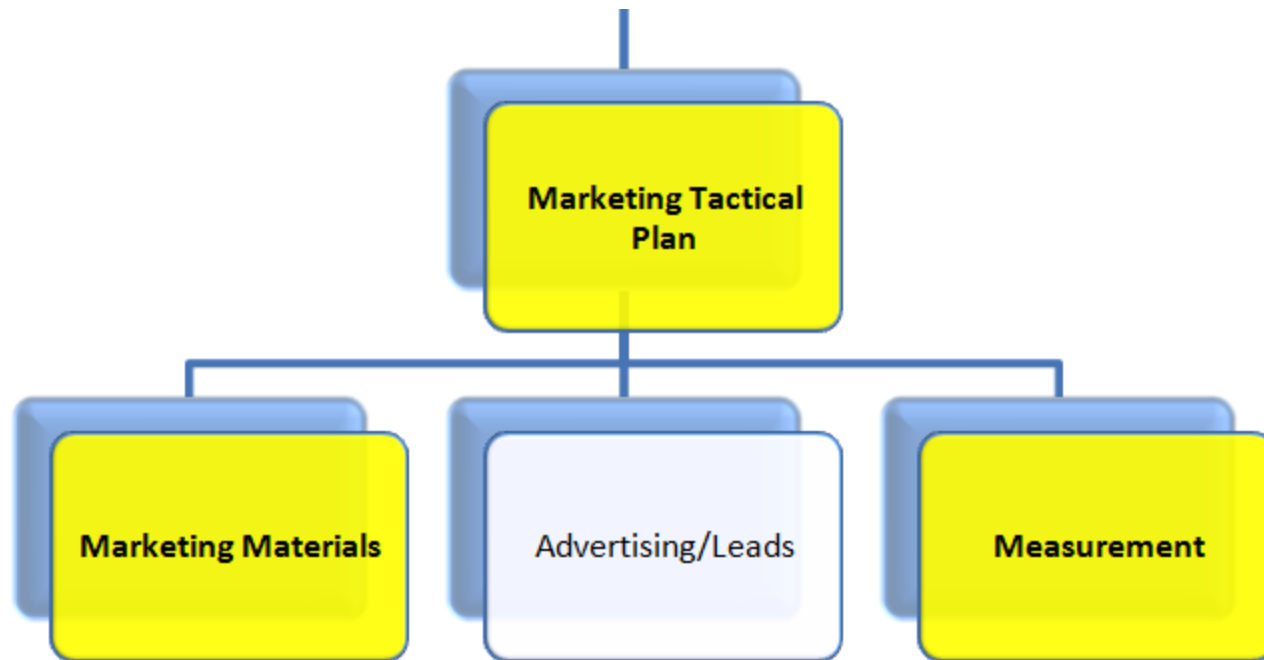 Marketing Tactical
Plan
Marketing Materials
Advertising/Leads
Measurement